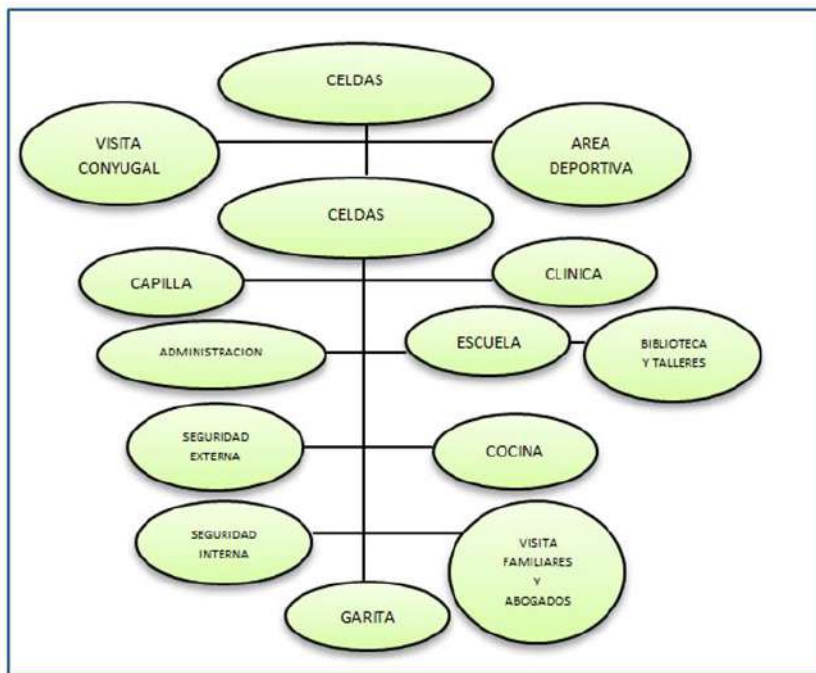 CELDAS
VISITA
CONYUGAL
AREA
DEPORTIVA
CELDAS
CAPILLA
CLINICA
ADMINISTRACION
ESCUELA
BIBLIOTECA
Y TALLERES
SEGURIDAD
EXTERNA
COCINA
SEGURIDAD
INTERNA
VISITA
FAMILIARES
Y
ABOGADOS
GARITA